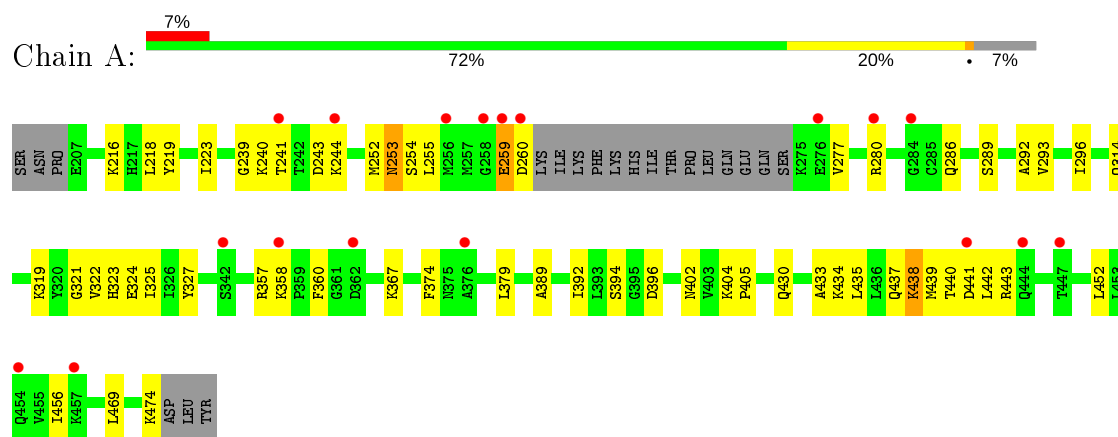 7%
Chain A:
72% 20% • 7%
SER ASN PRO E207 K216 H217 L218 Y219 I223 G239 K240 T241 T242 D243 K244 M252 N253 S254 L255 M256 M257 G258 E259 D260 LYS ILE LYS PHE LYS HIS ILE THR PRO LEU GLN GLU GLN SER K275 E276 V277 R280 G284 C285 Q286 S289 A292 V293 I296
K319 Y320 G321 V322 H323 E324 I325 I326 Y327 S342 R357 K358 P359 F360 G361 D362 K367 F374 N375 A376 L379 A389 I392 L393 S394 G395 D396 N402 V403 K404 P405 Q430 A433 K434 L435 L436 Q437 K438 M439 T440 D441 L442 R443 Q444 T447 L452
Q454 V455 I456 K457 L469 K474 ASP LEU TYR